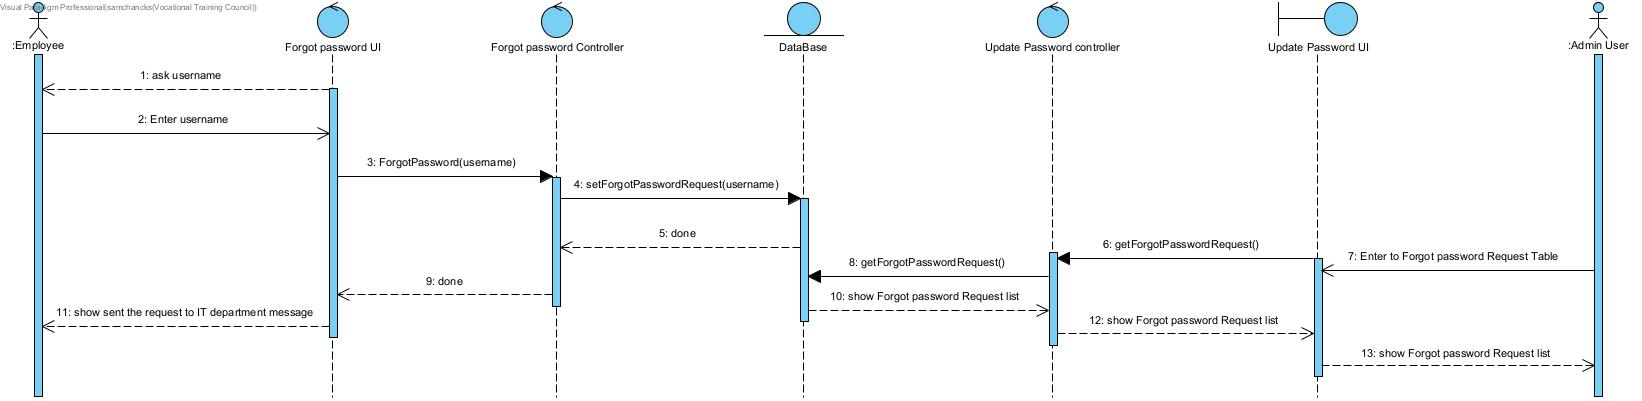 Visual Paradigm Professional(samchancks(Vocational Training Council))
:Employee
Forgot password UI
Forgot password Controller
DataBase
Update Password controller
Update Password UI
:Admin User
1: ask username
2: Enter username
3: ForgotPassword(username)
4: setForgotPasswordRequest(username)
5: done
6: getForgotPasswordRequest()
7: Enter to Forgot password Request Table
8: getForgotPasswordRequest()
9: done
10: show Forgot password Request list
11: show sent the request to IT department message
12: show Forgot password Request list
13: show Forgot password Request list